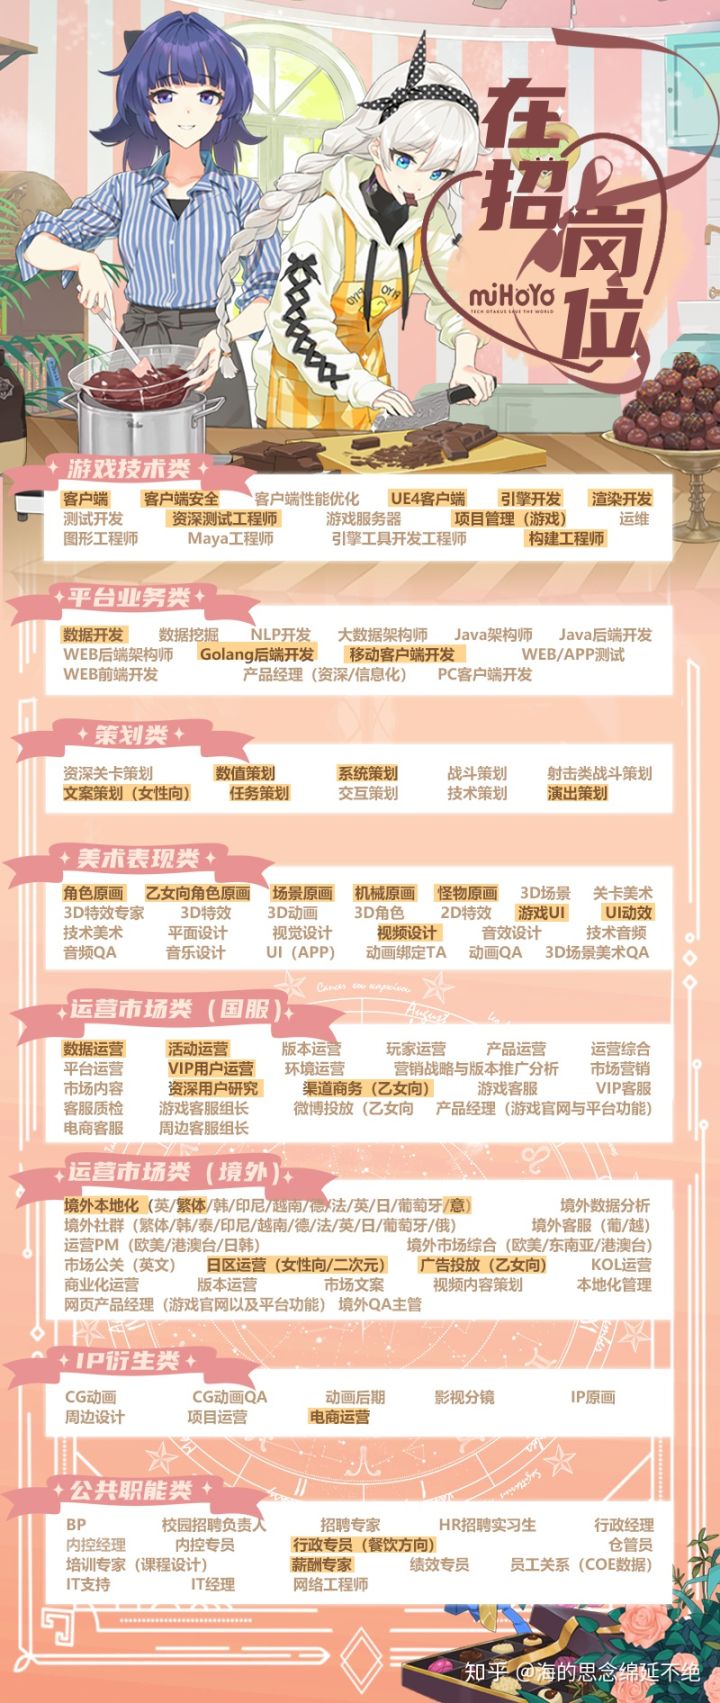 在招
岗位
miHoYo
TECH OTAKUS SAVE THE WORLD
游戏技术类
客户端 客户端安全 客户端性能优化 UE4客户端 引擎开发 渲染开发
测试开发 资深测试工程师 游戏服务器 项目管理（游戏） 运维
图形工程师 Maya工程师 引擎工具开发工程师 构建工程师
平台业务类
数据开发 数据挖掘 NLP开发 大数据架构师 Java架构师 Java后端开发
WEB后端架构师 Golang后端开发 移动客户端开发 WEB/APP测试
WEB前端开发 产品经理（资深/信息化） PC客户端开发
策划类
资深关卡策划 数值策划 系统策划 战斗策划 射击类战斗策划
文案策划（女性向） 任务策划 交互策划 技术策划 演出策划
美术表现类
角色原画 乙女向角色原画 场景原画 机械原画 怪物原画 3D场景 关卡美术
3D特效专家 3D特效 3D动画 3D角色 2D特效 游戏UI UI动效
技术美术 平面设计 视觉设计 视频设计 音效设计 技术音频
音频QA 音乐设计 UI（APP） 动画绑定TA 动画QA 3D场景美术QA
运营市场类（国服）
数据运营 活动运营 版本运营 玩家运营 产品运营 运营综合
平台运营 VIP用户运营 环境运营 营销战略与版本推广分析 市场营销
市场内容 资深用户研究 渠道商务（乙女向） 游戏客服 VIP客服
客服质检 游戏客服组长 微博投放（乙女向 产品经理（游戏官网与平台功能）
电商客服 周边客服组长
运营市场类（境外）
境外本地化（英/繁体/韩/印尼/越南/德/法/英/日/葡萄牙/意） 境外数据分析
境外社群（繁体/韩/泰/印尼/越南/德/法/英/日/葡萄牙/俄） 境外客服（葡/越）
运营PM（欧美/港澳台/日韩） 境外市场综合（欧美/东南亚/港澳台）
市场公关（英文） 日区运营（女性向/二次元） 广告投放（乙女向） KOL运营
商业化运营 版本运营 市场文案 视频内容策划 本地化管理
网页产品经理（游戏官网以及平台功能） 境外QA主管
IP衍生类
CG动画 CG动画QA 动画后期 影视分镜 IP原画
周边设计 项目运营 电商运营
公共职能类
BP 校园招聘负责人 招聘专家 HR招聘实习生 行政经理
内控经理 内控专员 行政专员（餐饮方向） 仓管员
培训专家（课程设计） 薪酬专家 绩效专员 员工关系（COE数据）
IT支持 IT经理 网络工程师
知乎 @海的思念绵延不绝